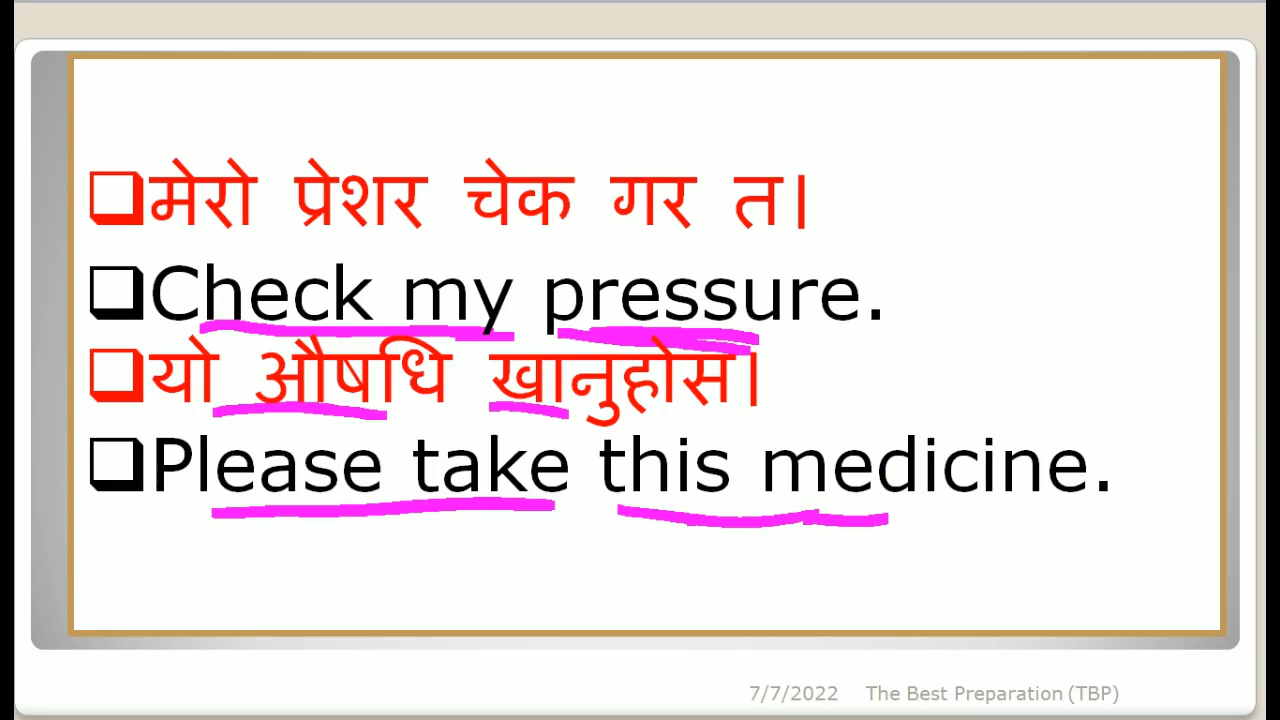 ❑मेरो प्रेशर चेक गर त।
❑Check my pressure.
❑यो औषधि खानुहोस।
❑Please take this medicine.
7/7/2022 The Best Preparation (TBP)